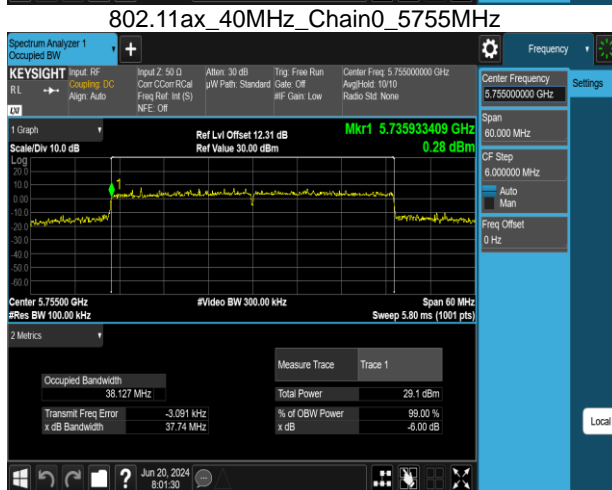 802.11ax_40MHz_Chain0_5755MHz
Spectrum Analyzer 1
Occupied BW
Frequency
KEYSIGHT
RL
LXI
Input: RF
Coupling: DC
Align: Auto
Input Z: 50 Ω
Corr CCorr RCal
Freq Ref: Int (S)
NFE: Off
Atten: 30 dB
µW Path: Standard
Trig: Free Run
Gate: Off
#IF Gain: Low
Center Freq: 5.755000000 GHz
Avg|Hold: 10/10
Radio Std: None
Center Frequency
5.755000000 GHz
Settings
Span
60.000 MHz
CF Step
6.000000 MHz
Auto
Man
Freq Offset
0 Hz
1 Graph
Scale/Div 10.0 dB
Ref Lvl Offset 12.31 dB
Ref Value 30.00 dBm
Mkr1 5.735933409 GHz
0.28 dBm
Log
20.0
10.0
0.00
-10.0
-20.0
-30.0
-40.0
-50.0
-60.0
1
Center 5.75500 GHz
#Res BW 100.00 kHz
#Video BW 300.00 kHz
Span 60 MHz
Sweep 5.80 ms (1001 pts)
2 Metrics
Measure Trace Trace 1
Occupied Bandwidth
38.127 MHz
Total Power 29.1 dBm
Transmit Freq Error -3.091 kHz
% of OBW Power 99.00 %
x dB Bandwidth 37.74 MHz
x dB -6.00 dB
Local
?
Jun 20, 2024
8:01:30